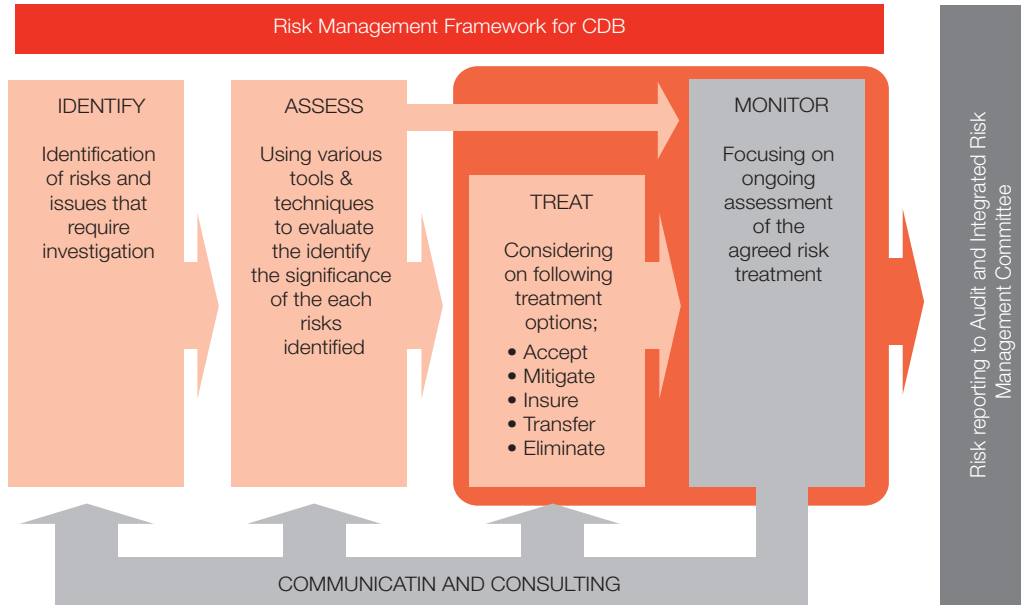 Risk Management Framework for CDB
IDENTIFY
Identification
of risks and
issues that
require
investigation
ASSESS
Using various
tools &
techniques
to evaluate
the identify
the significance
of the each
risks
identified
TREAT
Considering
on following
treatment
options;
• Accept
• Mitigate
• Insure
• Transfer
• Eliminate
MONITOR
Focusing on
ongoing
assessment
of the
agreed risk
treatment
Risk reporting to Audit and Integrated Risk
Management Committee
COMMUNICATIN AND CONSULTING